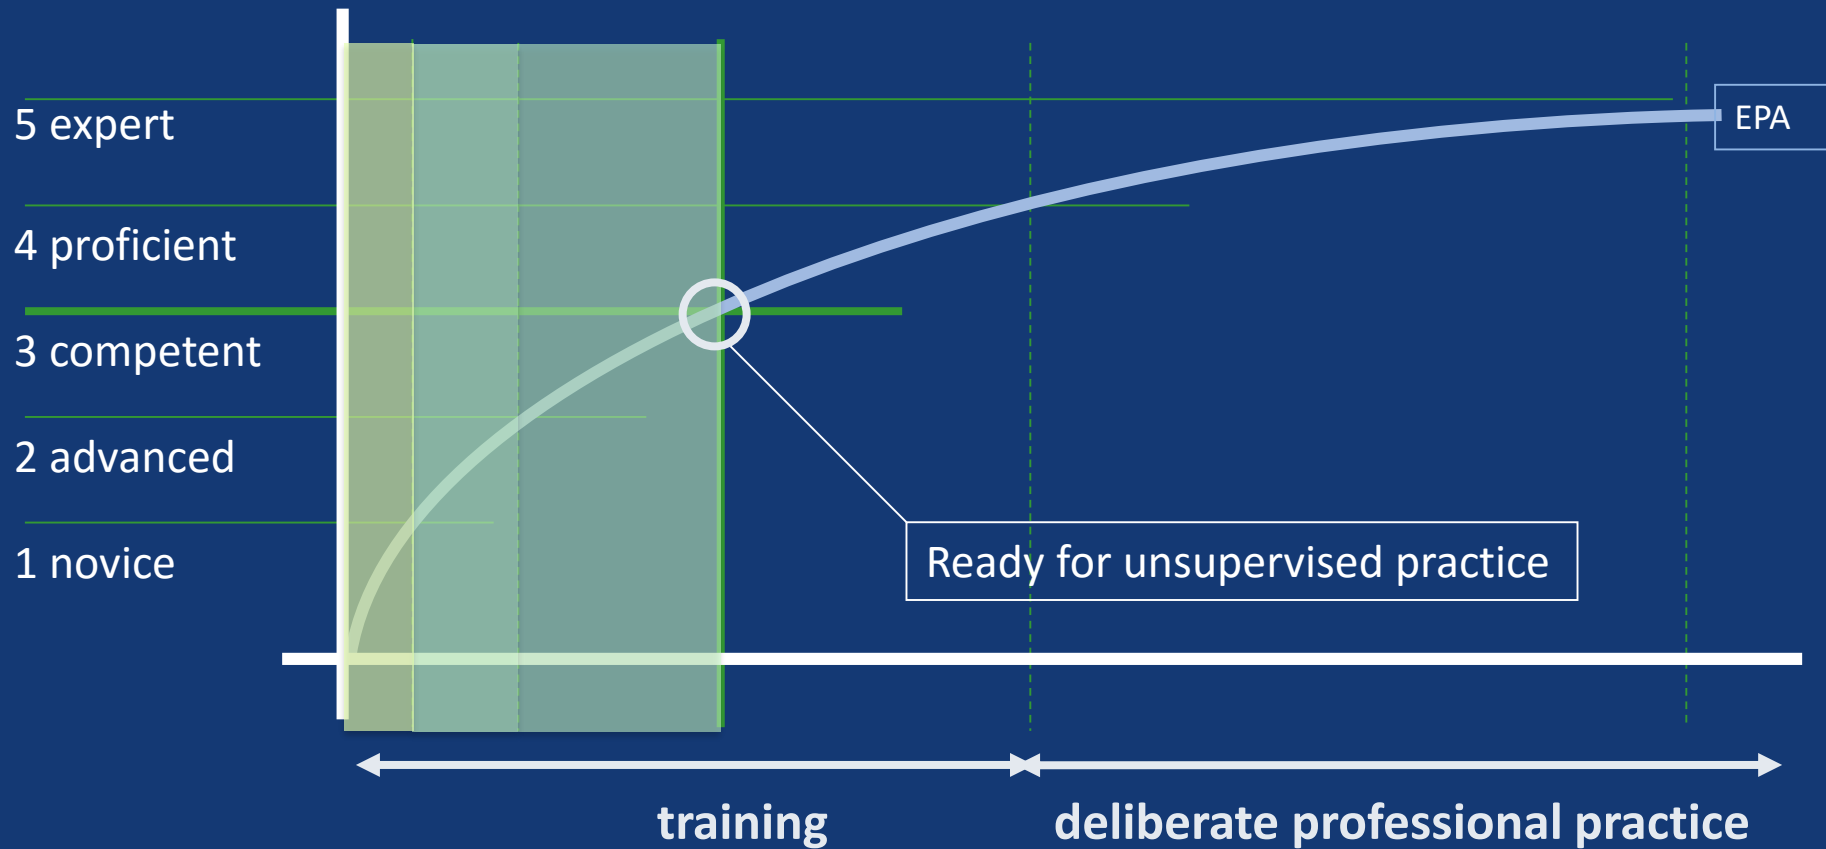 5 expert
EPA
4 proficient
3 competent
2 advanced
Ready for unsupervised practice
1 novice
training
deliberate professional practice